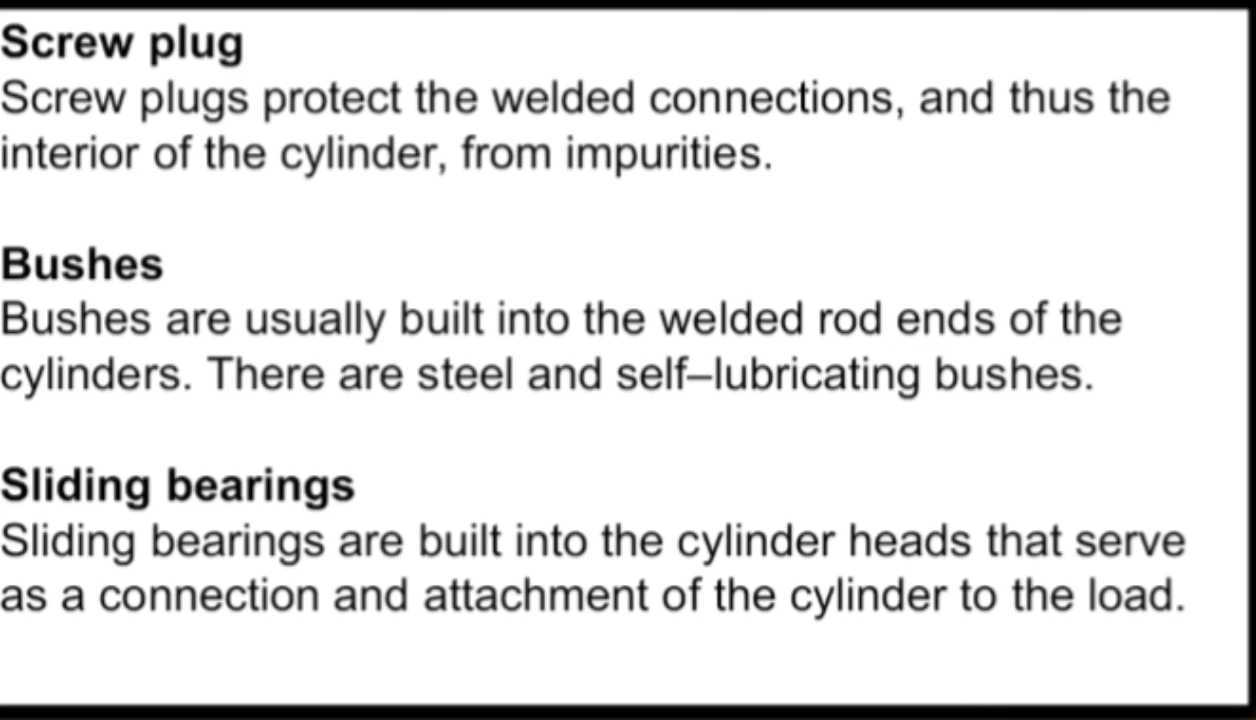 Screw plug
Screw plugs protect the welded connections, and thus the
interior of the cylinder, from impurities.
Bushes
Bushes are usually built into the welded rod ends of the
cylinders. There are steel and self–lubricating bushes.
Sliding bearings
Sliding bearings are built into the cylinder heads that serve
as a connection and attachment of the cylinder to the load.